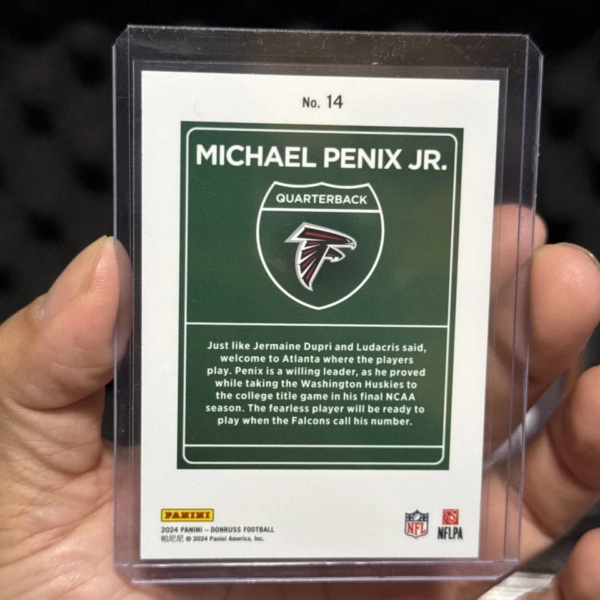 No. 14
MICHAEL PENIX JR.
QUARTERBACK
Just like Jermaine Dupri and Ludacris said,
welcome to Atlanta where the players
play. Penix is a willing leader, as he proved
while taking the Washington Huskies to
the college title game in his final NCAA
season. The fearless player will be ready to
play when the Falcons call his number.
PANINI
2024 PANINI – DONRUSS FOOTBALL
帕尼尼 © 2024 Panini America, Inc.
NFL
NFLPA